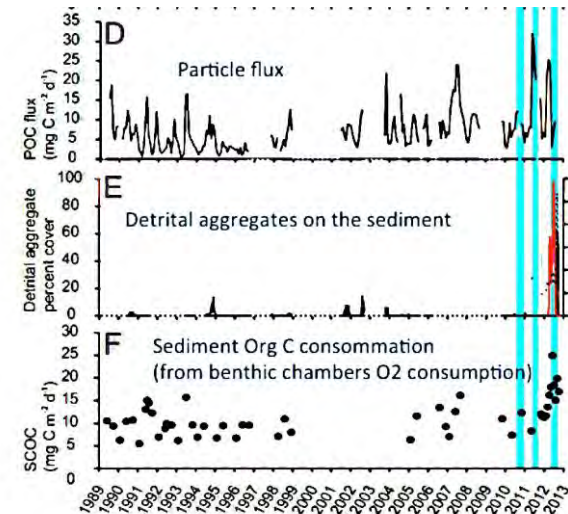 D
Particle flux
POC flux
(mg C m⁻² d⁻¹)
35
30
25
20
15
10
5
0
E
Detrital aggregates on the sediment
Detrital aggregate
percent cover
100
80
60
40
20
0
F
Sediment Org C consommation
(from benthic chambers O2 consumption)
SCOC
30
25
20
15
10
5
0
1989 1990 1991 1992 1993 1994 1995 1996 1997 1998 1999 2000 2001 2002 2003 2004 2005 2006 2007 2008 2009 2010 2011 2012 2013